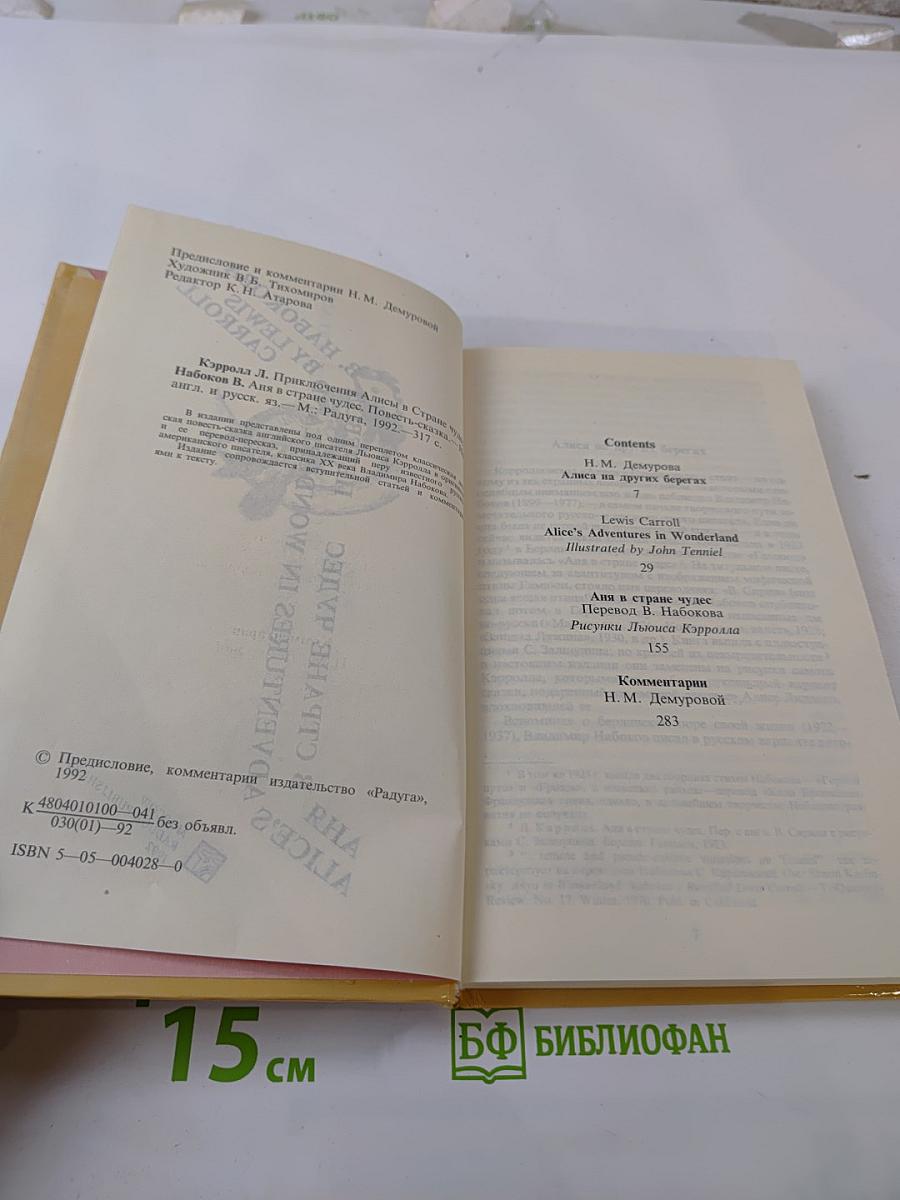 Предисловие и комментарии Н. М. Демуровой
Художник В. Б. Тихомиров
Редактор К. Н. Атарова
Кэрролл Л. Приключения Алисы в Стране
Набоков В. Аня в стране чудес. Повесть-сказка.—
англ. и русск. яз.— М.: Радуга, 1992.—317 с.
В издании представлены под одним переплетом классическая
ская повесть-сказка английского писателя Льюиса Кэрролла в
и ее перевод-пересказ, принадлежащий перу известного
американского писателя, классика XX века Владимира Набокова.
Издание сопровождается вступительной статьей и
ями к тексту.
© Предисловие, комментарии издательство «Радуга»,
1992
К 4804010100—041
030(01)—92 без объявл.
ISBN 5—05—004028—0
Contents
Н. М. Демурова
Алиса на других берегах
7
Lewis Carroll
Alice's Adventures in Wonderland
Illustrated by John Tenniel
29
Аня в стране чудес
Перевод В. Набокова
Рисунки Льюиса Кэрролла
155
Комментарии
Н. М. Демуровой
283
15 см
БФ БИБЛИОФАН